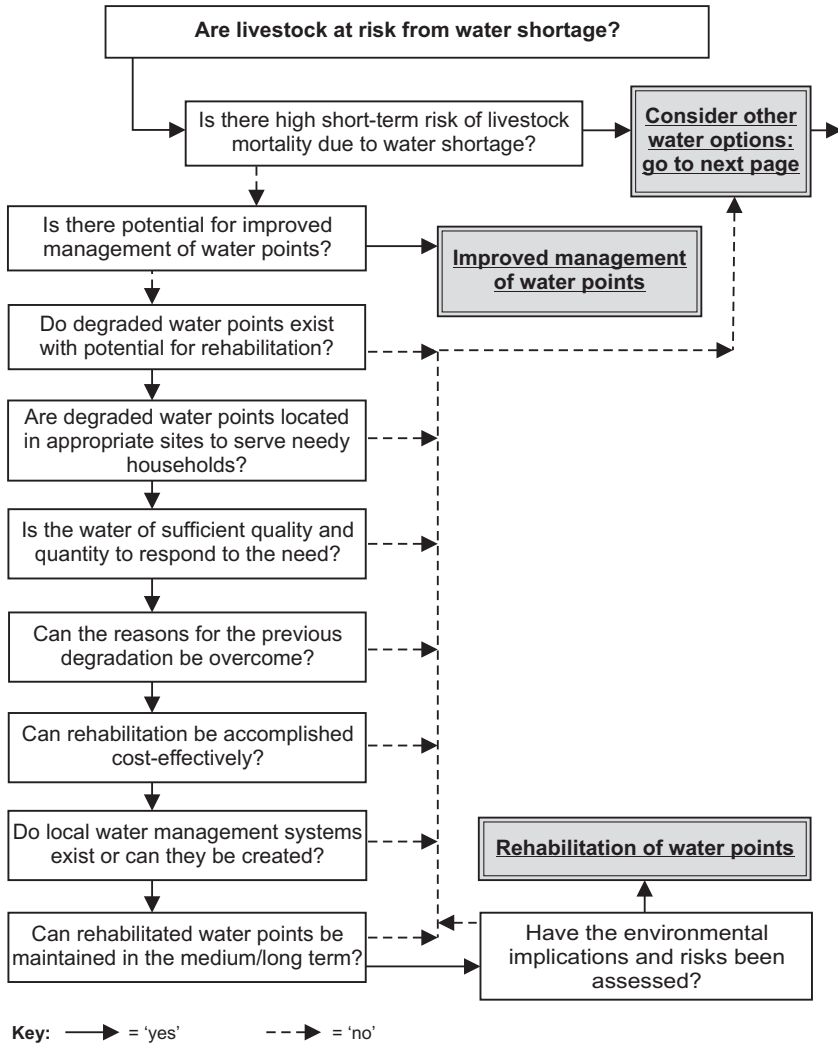 Are livestock at risk from water shortage?
Is there high short-term risk of livestock
mortality due to water shortage?
Consider other
water options:
go to next page
Is there potential for improved
management of water points?
Improved management
of water points
Do degraded water points exist
with potential for rehabilitation?
Are degraded water points located
in appropriate sites to serve needy
households?
Is the water of sufficient quality and
quantity to respond to the need?
Can the reasons for the previous
degradation be overcome?
Can rehabilitation be accomplished
cost-effectively?
Do local water management systems
exist or can they be created?
Rehabilitation of water points
Can rehabilitated water points be
maintained in the medium/long term?
Have the environmental
implications and risks been
assessed?
Key: = ‘yes’ = ‘no’